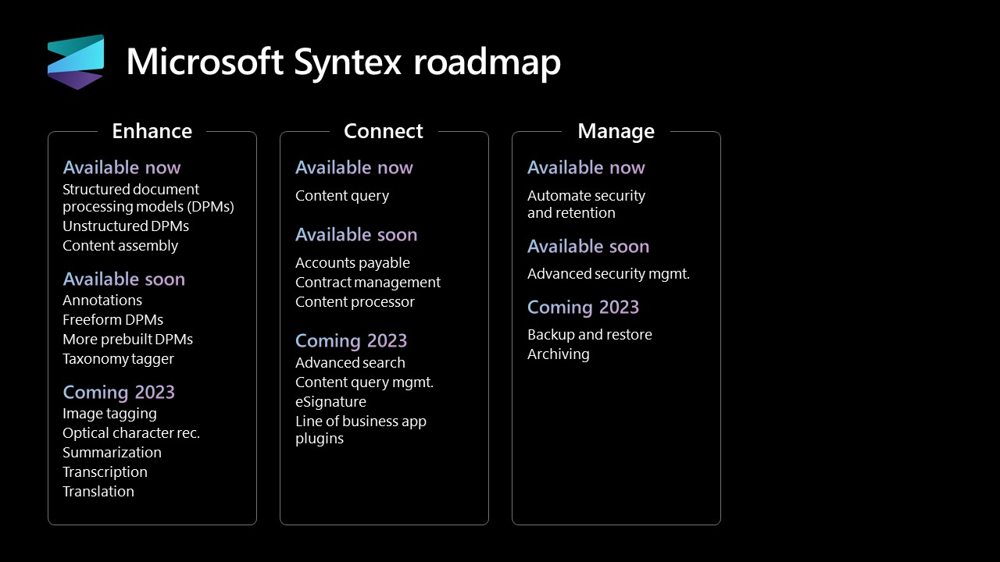 Microsoft Syntex roadmap
Enhance
Available now
Structured document
processing models (DPMs)
Unstructured DPMs
Content assembly
Available soon
Annotations
Freeform DPMs
More prebuilt DPMs
Taxonomy tagger
Coming 2023
Image tagging
Optical character rec.
Summarization
Transcription
Translation
Connect
Available now
Content query
Available soon
Accounts payable
Contract management
Content processor
Coming 2023
Advanced search
Content query mgmt.
eSignature
Line of business app
plugins
Manage
Available now
Automate security
and retention
Available soon
Advanced security mgmt.
Coming 2023
Backup and restore
Archiving